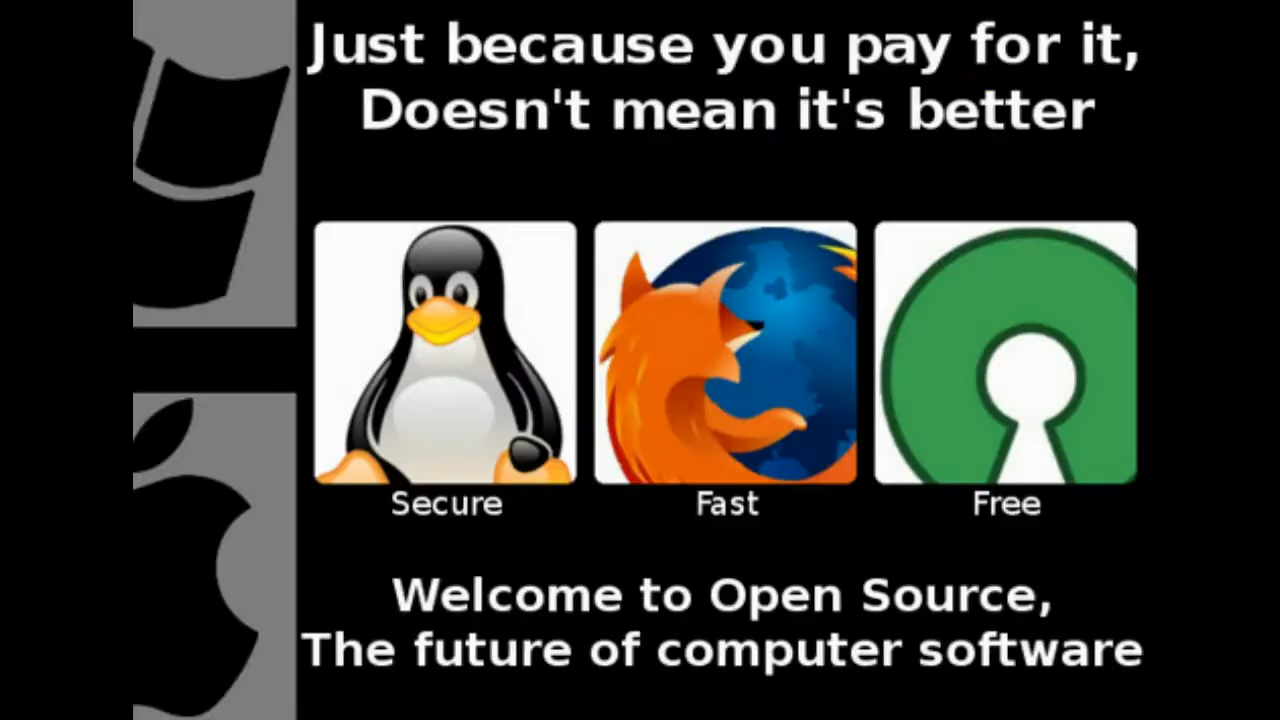 Just because you pay for it,
Doesn't mean it's better
Secure
Fast
Free
Welcome to Open Source,
The future of computer software